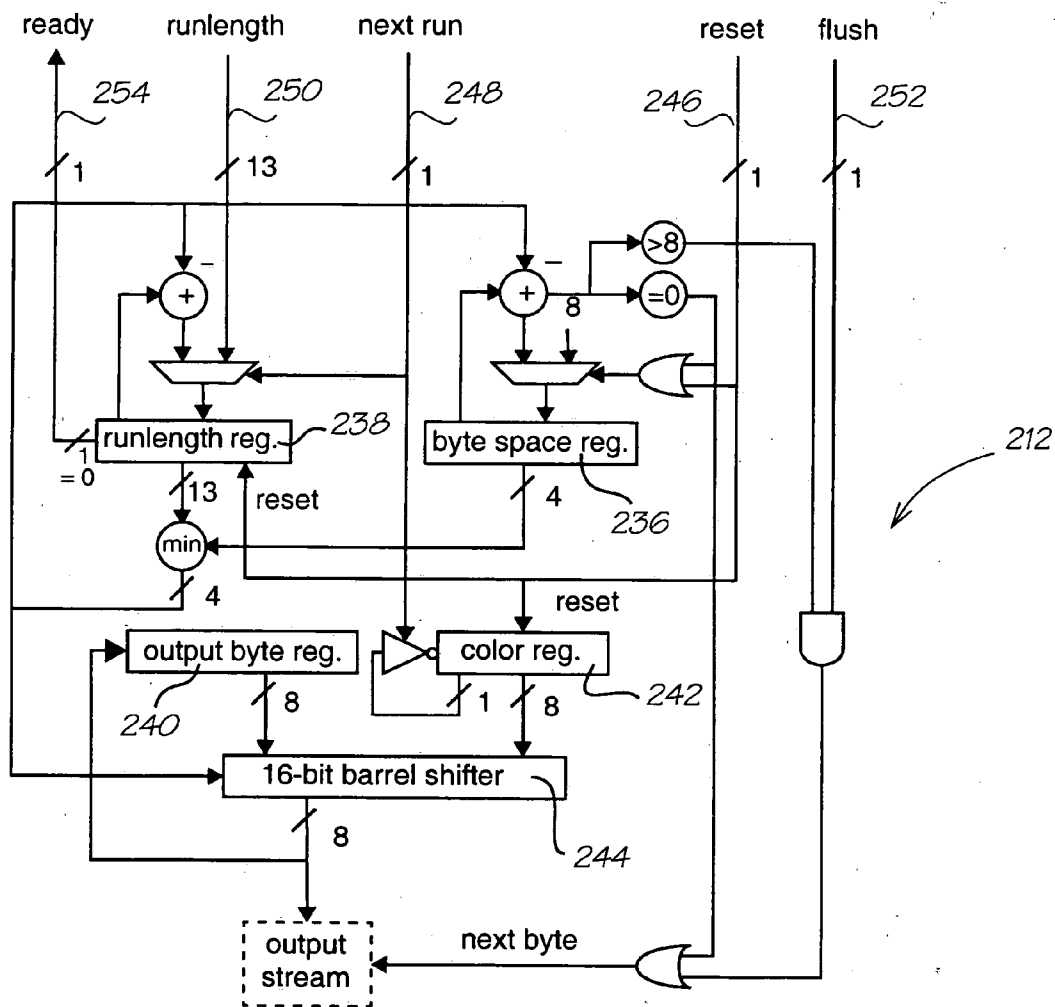 ready
runlength
next run
reset
flush
254
250
248
246
252
1
13
1
1
1
−
+
−
+
8
>8
=0
runlength reg.
238
byte space reg.
236
212
1
= 0
13
reset
4
min
4
reset
output byte reg.
240
color reg.
242
8
1
8
16-bit barrel shifter
244
8
output
stream
next byte